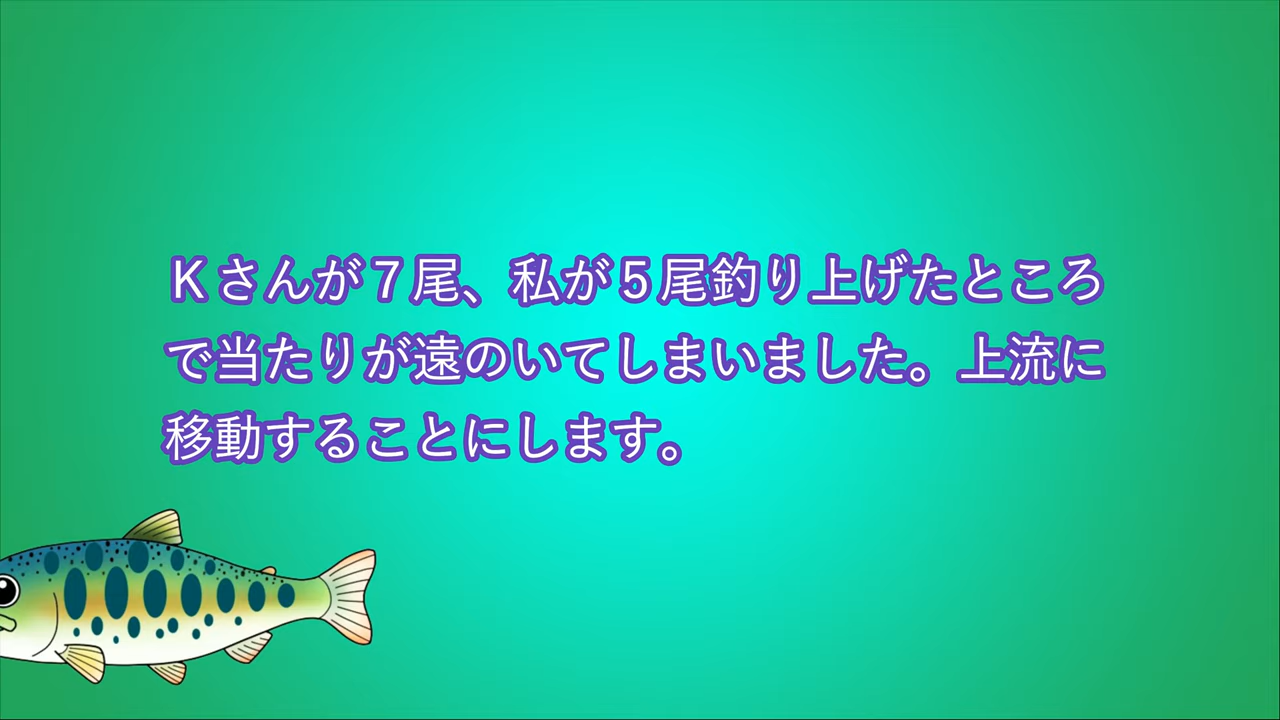 Ｋさんが７尾、私が５尾釣り上げたところ
で当たりが遠のいてしまいました。上流に
移動することにします。